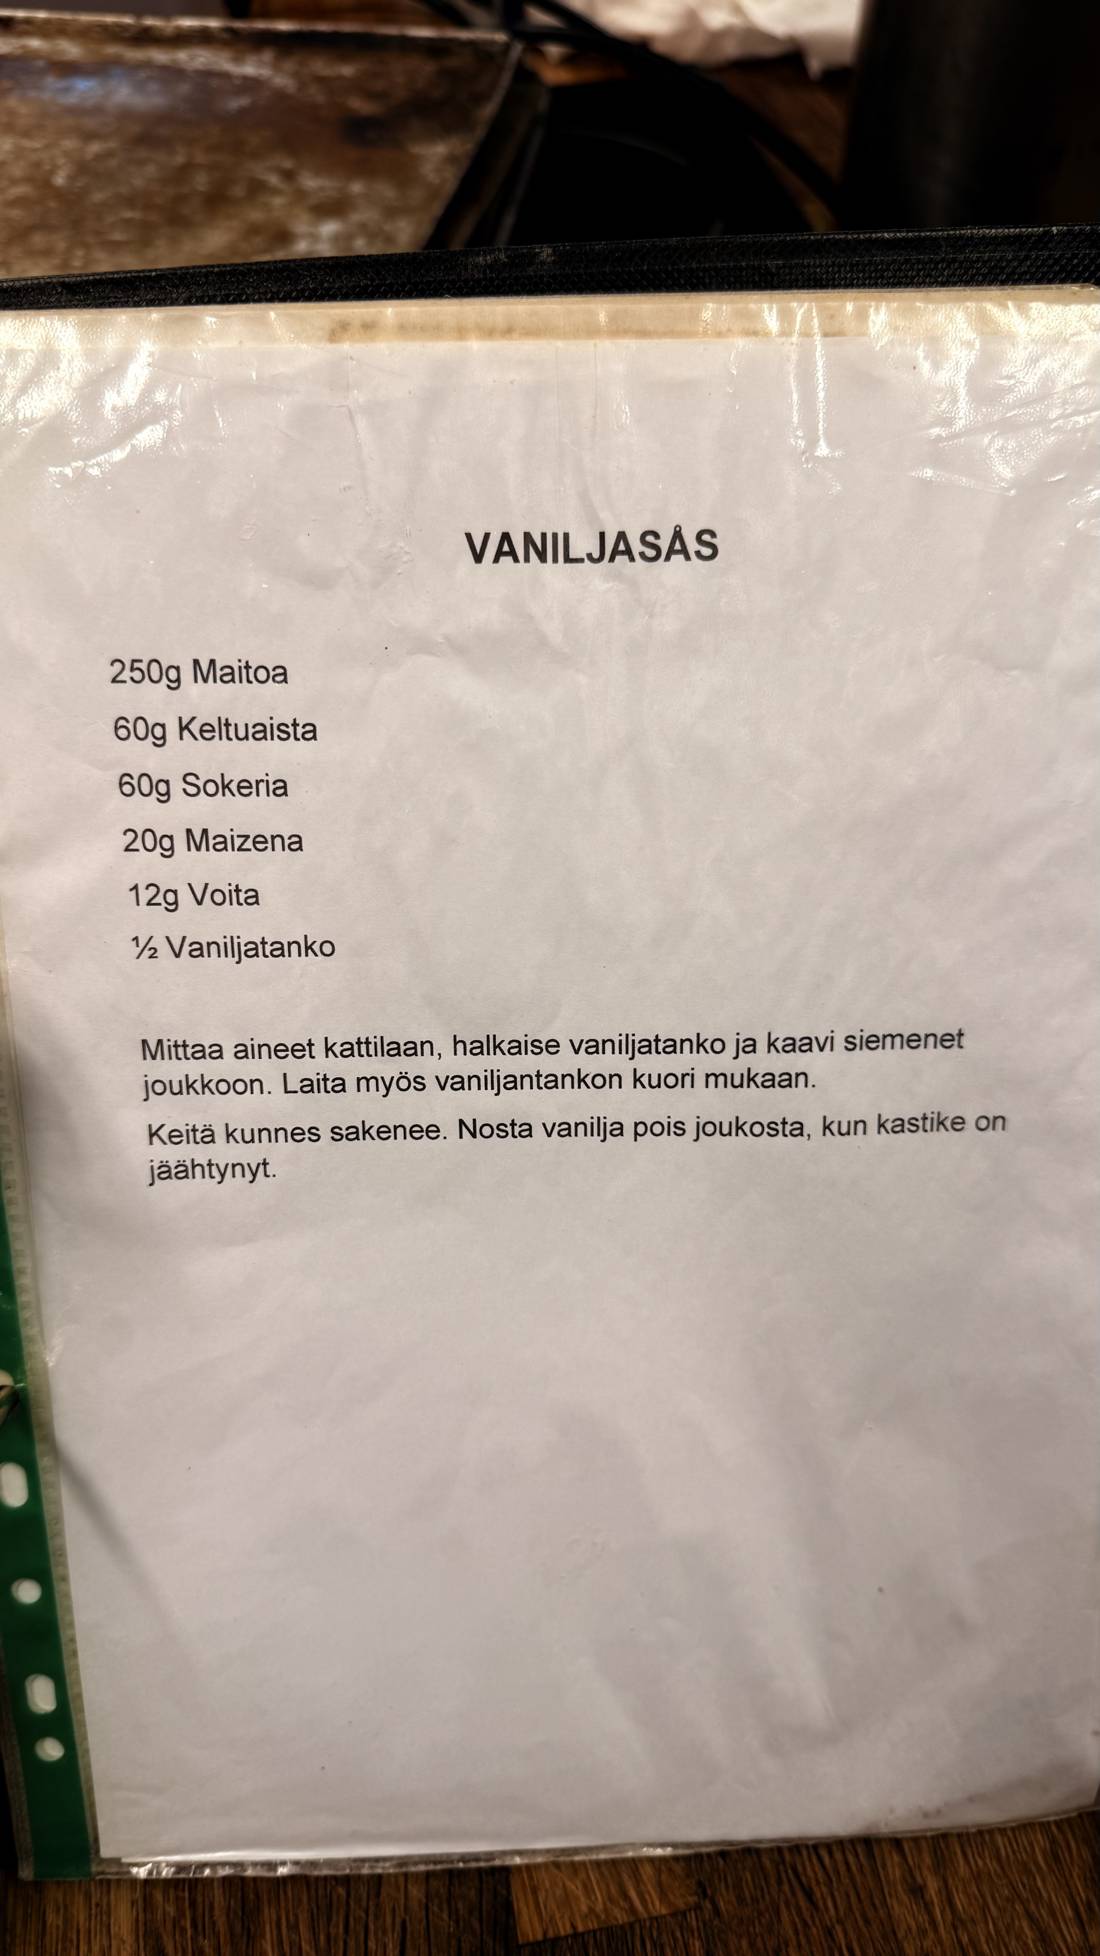 VANILJASÅS
250g Maitoa
60g Keltuaista
60g Sokeria
20g Maizena
12g Voita
½ Vaniljatanko
Mittaa aineet kattilaan, halkaise vaniljatanko ja kaavi siemenet
joukkoon. Laita myös vaniljantankon kuori mukaan.
Keitä kunnes sakenee. Nosta vanilja pois joukosta, kun kastike on
jäähtynyt.